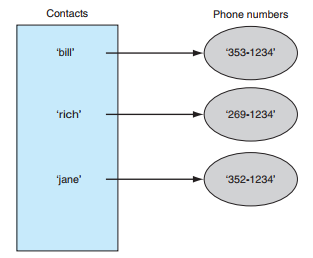 Contacts Phone numbers
'bill' '353-1234'
'rich' '269-1234'
'jane' '352-1234'